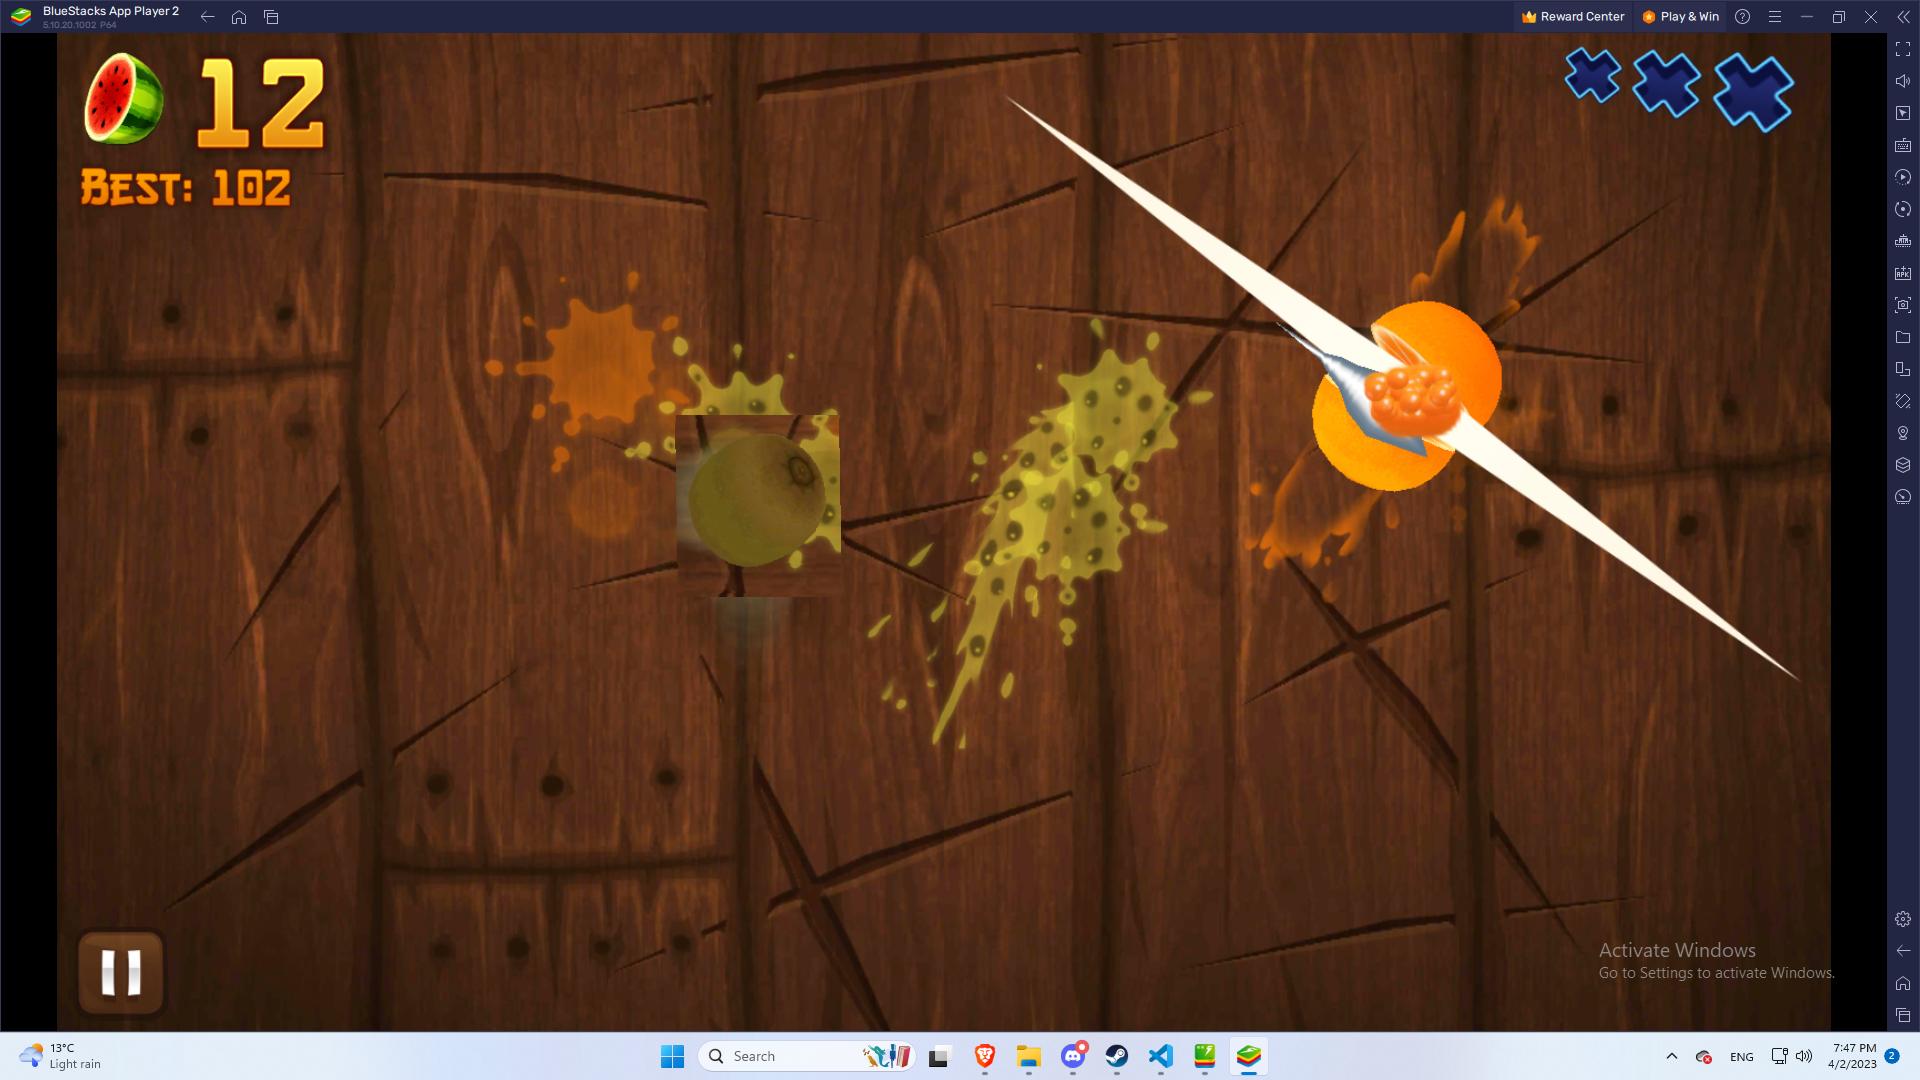 BlueStacks App Player 2
5.10.20.1002 P64
Reward Center
Play & Win
12
BEST: 102
APK
Activate Windows
Go to Settings to activate Windows.
13°C
Light rain
Search
ENG
7:47 PM
4/2/2023
2